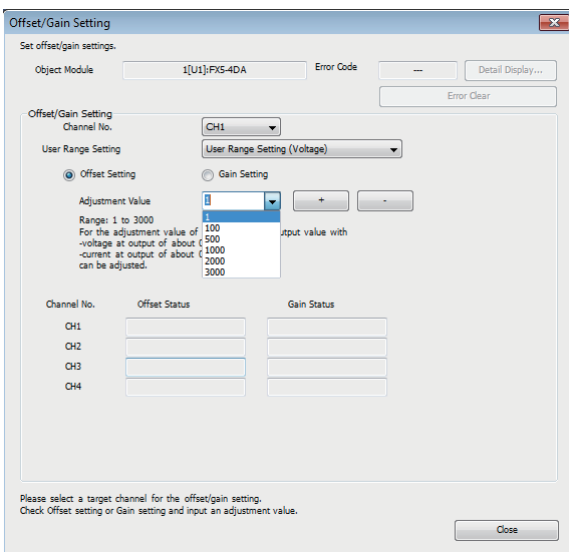 Offset/Gain Setting
Set offset/gain settings.
Object Module 1[U1]:FX5-4DA Error Code --- Detail Display...
Error Clear
Offset/Gain Setting
Channel No. CH1
User Range Setting User Range Setting (Voltage)
Offset Setting Gain Setting
Adjustment Value 1 + -
1
100
500
1000
2000
3000
Range: 1 to 3000
For the adjustment value of utput value with
-voltage at output of about
-current at output of about
can be adjusted.
Channel No. Offset Status Gain Status
CH1
CH2
CH3
CH4
Please select a target channel for the offset/gain setting.
Check Offset setting or Gain setting and input an adjustment value.
Close